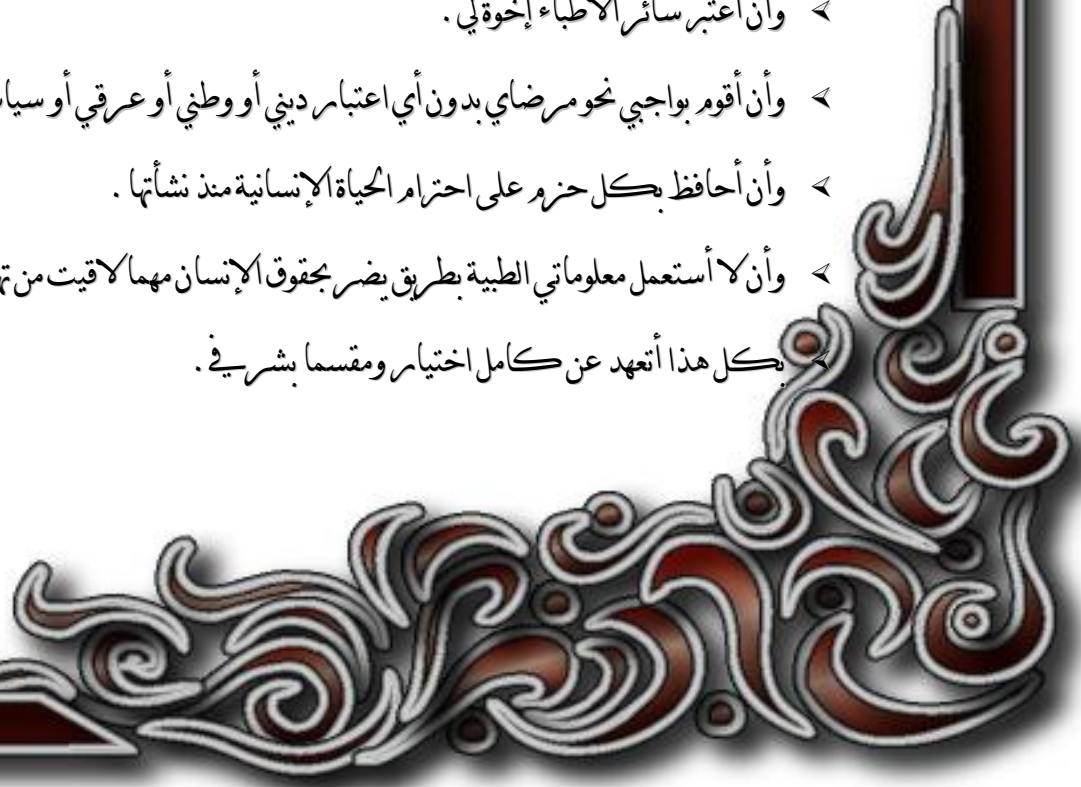 ➢ وأن أعتبر سائر الأطباء إخوة لي .
➢ وأن أقوم بواجبي نحو مرضاي بدون أي اعتبار ديني أو وطني أو عرقي أو سيا
➢ وأن أحافظ بكل حزم على احترام الحياة الإنسانية منذ نشأتها .
➢ وأن لا أستعمل معلوماتي الطبية بطريق يضر بحقوق الإنسان مهما لاقيت من
➢ بكل هذا أتعهد عن كامل اختيار ومقسما بشرفي .